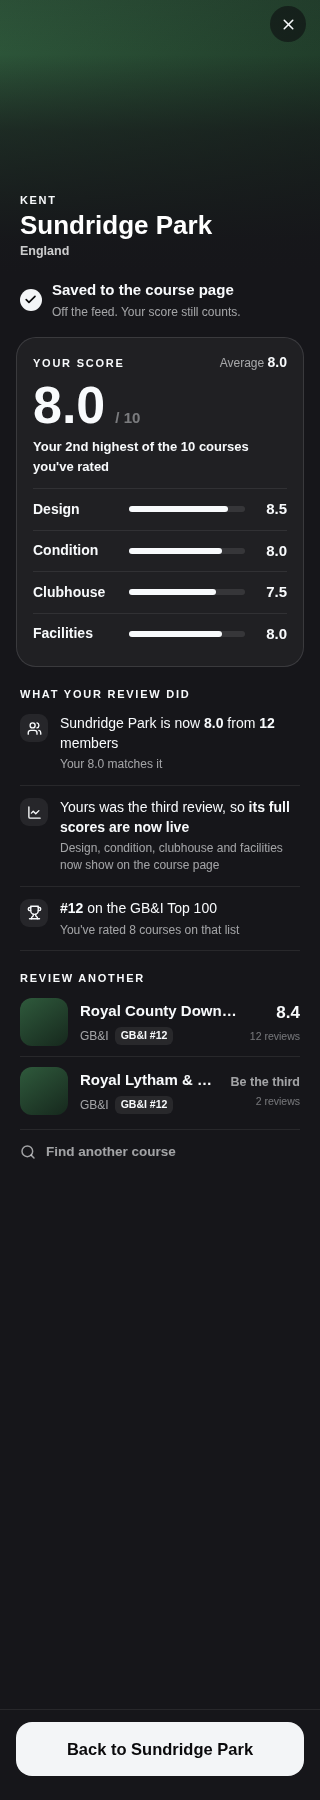 KENT
Sundridge Park
England
Saved to the course page
Off the feed. Your score still counts.
YOUR SCORE
Average 8.0
8.0 / 10
Your 2nd highest of the 10 courses
you've rated
Design 8.5
Condition 8.0
Clubhouse 7.5
Facilities 8.0
WHAT YOUR REVIEW DID
Sundridge Park is now 8.0 from 12
members
Your 8.0 matches it
Yours was the third review, so its full
scores are now live
Design, condition, clubhouse and facilities
now show on the course page
#12 on the GB&I Top 100
You've rated 8 courses on that list
REVIEW ANOTHER
Royal County Down… 8.4
GB&I GB&I #12 12 reviews
Royal Lytham & … Be the third
GB&I GB&I #12 2 reviews
Find another course
Back to Sundridge Park